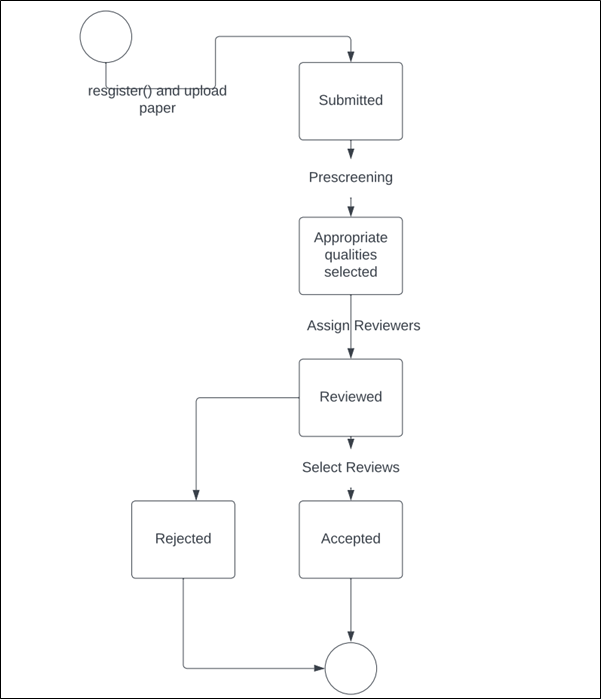 resgister() and upload
paper
Submitted
Prescreening
Appropriate
qualities
selected
Assign Reviewers
Reviewed
Select Reviews
Rejected
Accepted